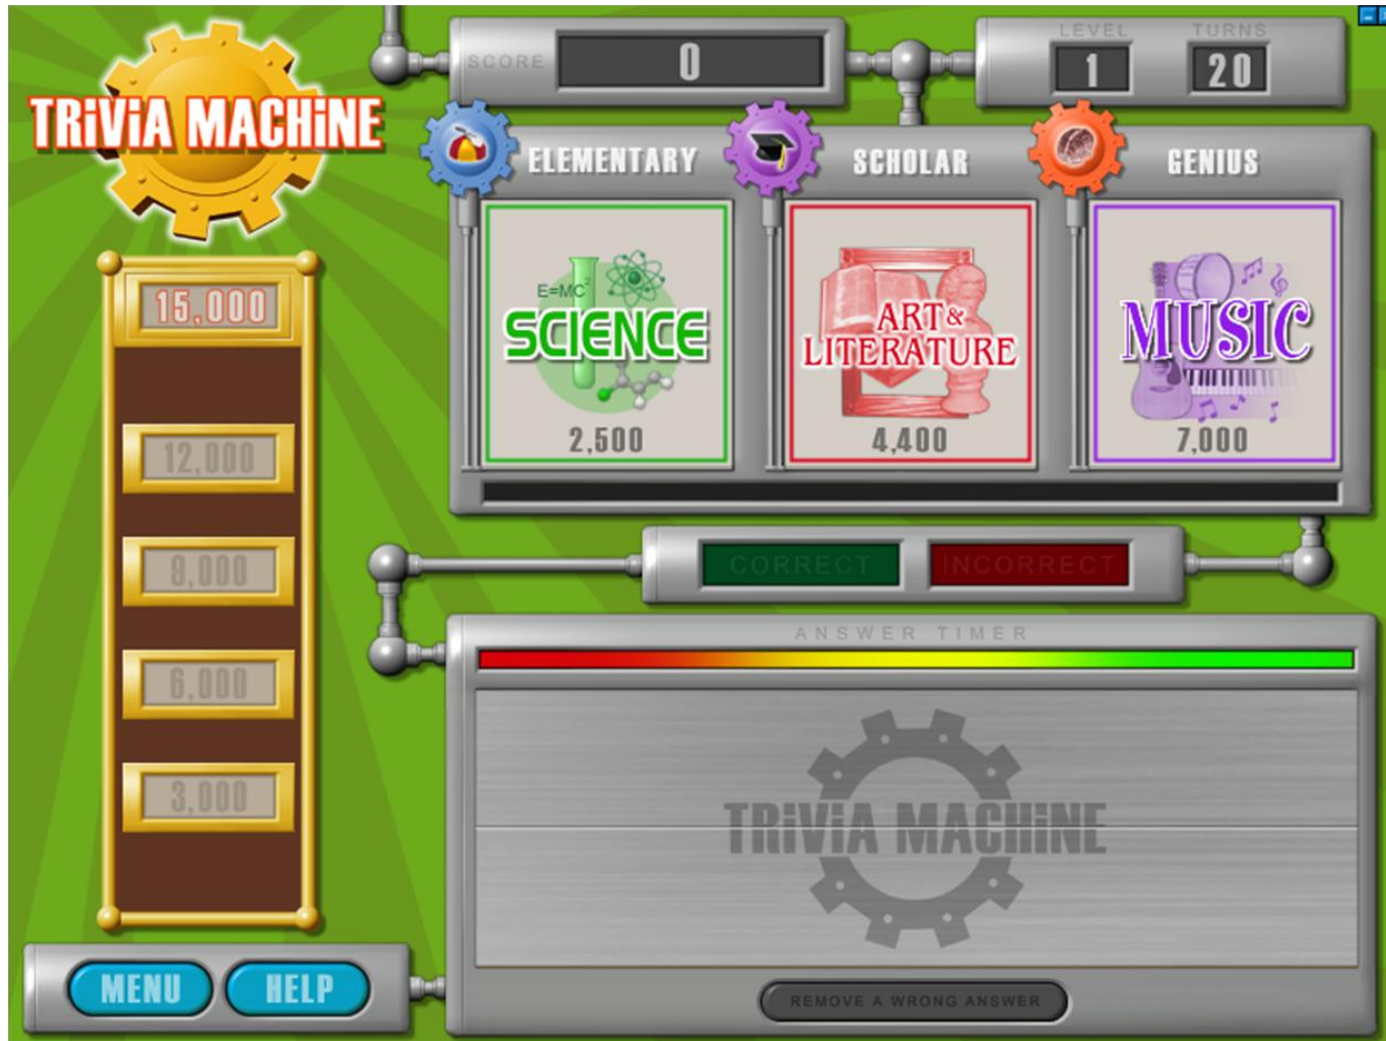 SCORE
0
LEVEL
1
TURNS
20
TRiViA MACHiNE
ELEMENTARY
SCHOLAR
GENIUS
E=MC²
SCIENCE
2,500
ART &
LITERATURE
4,400
MUSIC
7,000
15,000
12,000
9,000
6,000
3,000
CORRECT
INCORRECT
ANSWER TIMER
TRiViA MACHiNE
REMOVE A WRONG ANSWER
MENU
HELP